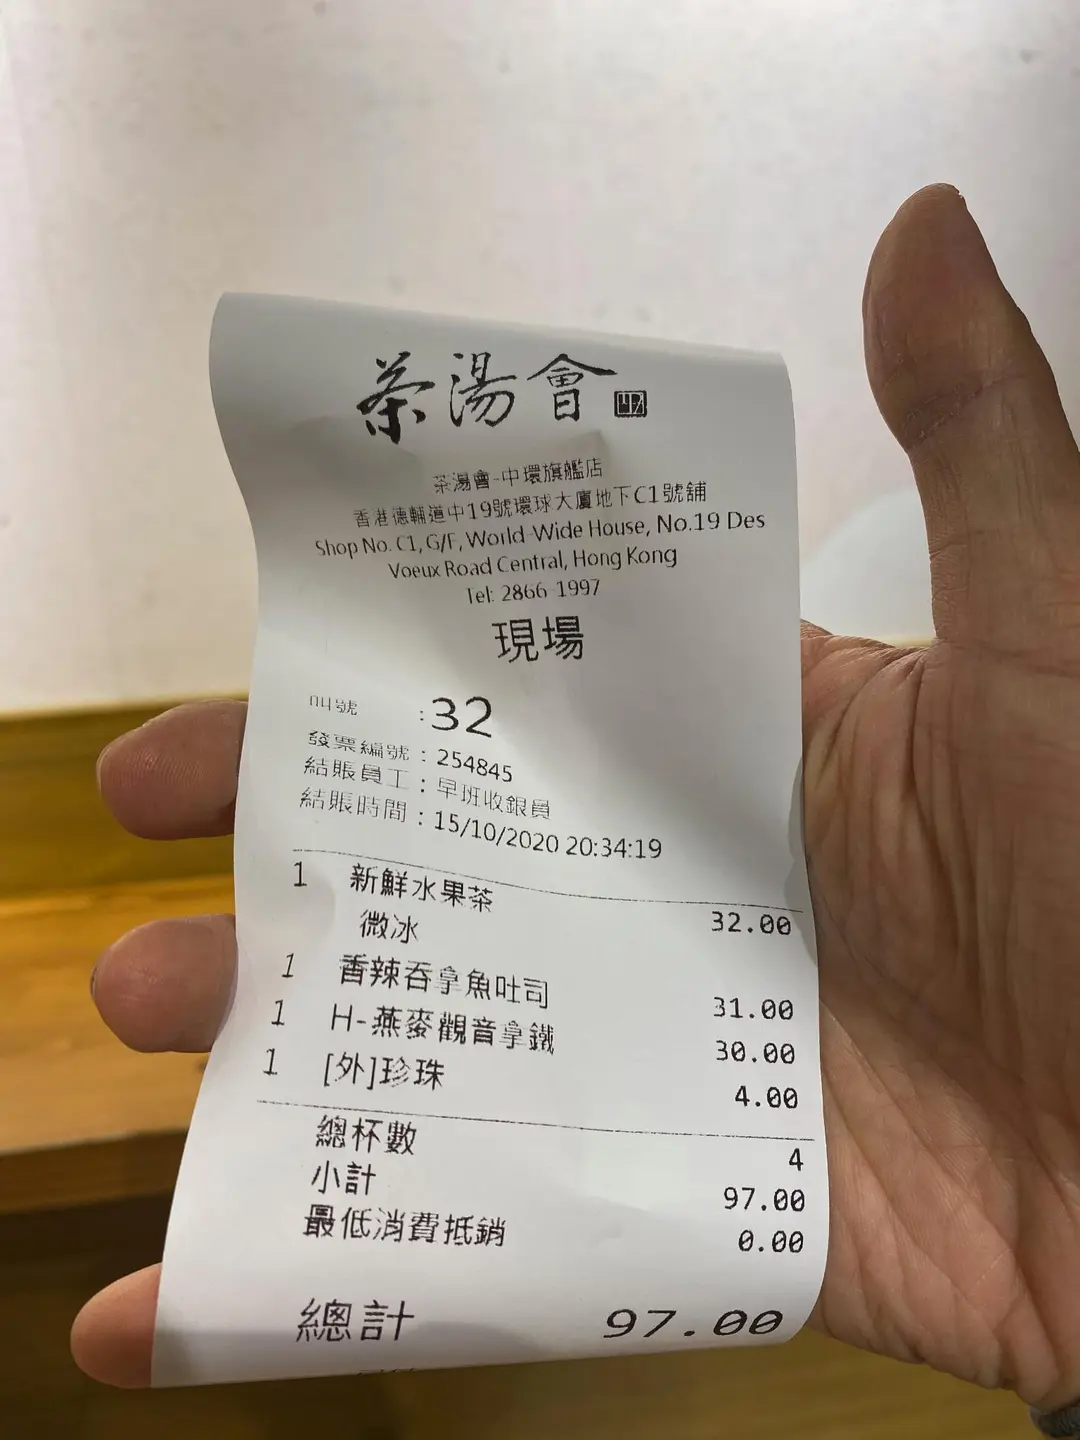 茶湯會
茶湯會-中環旗艦店
香港德輔道中19號環球大廈地下C1號舖
Shop No. C1, G/F, World-Wide House, No.19 Des
Voeux Road Central, Hong Kong
Tel: 2866-1997
現場
叫號 : 32
發票編號 : 254845
結賬員工 : 早班收銀員
結賬時間 : 15/10/2020 20:34:19
1 新鮮水果茶 32.00
微冰
1 香辣吞拿魚吐司 31.00
1 H-燕麥觀音拿鐵 30.00
1 [外]珍珠 4.00
總杯數 4
小計 97.00
最低消費抵銷 0.00
總計 97.00